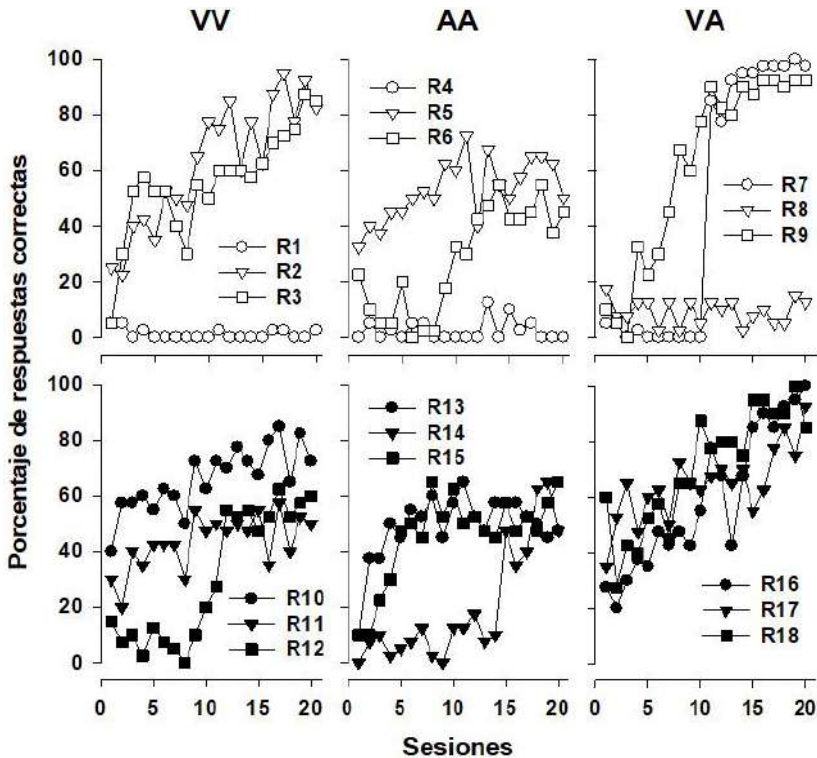 VV AA VA
Porcentaje de respuestas correctas
100
80
60
40
20
0
R1
R2
R3
R4
R5
R6
R7
R8
R9
100
80
60
40
20
0
R10
R11
R12
R13
R14
R15
R16
R17
R18
0 5 10 15 20 0 5 10 15 20 0 5 10 15 20
Sesiones